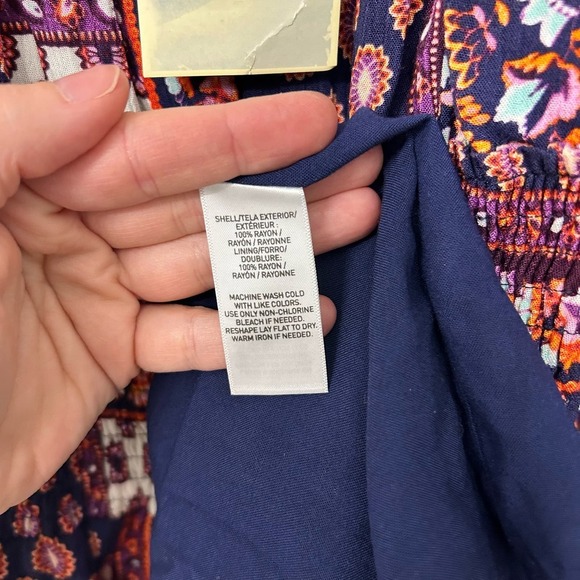 SHELL/TELA EXTERIOR/
EXTÉRIEUR :
100% RAYON /
RAYÓN / RAYONNE
LINING/FORRO/
DOUBLURE:
100% RAYON /
RAYÓN / RAYONNE
MACHINE WASH COLD
WITH LIKE COLORS.
USE ONLY NON-CHLORINE
BLEACH IF NEEDED.
RESHAPE LAY FLAT TO DRY.
WARM IRON IF NEEDED.